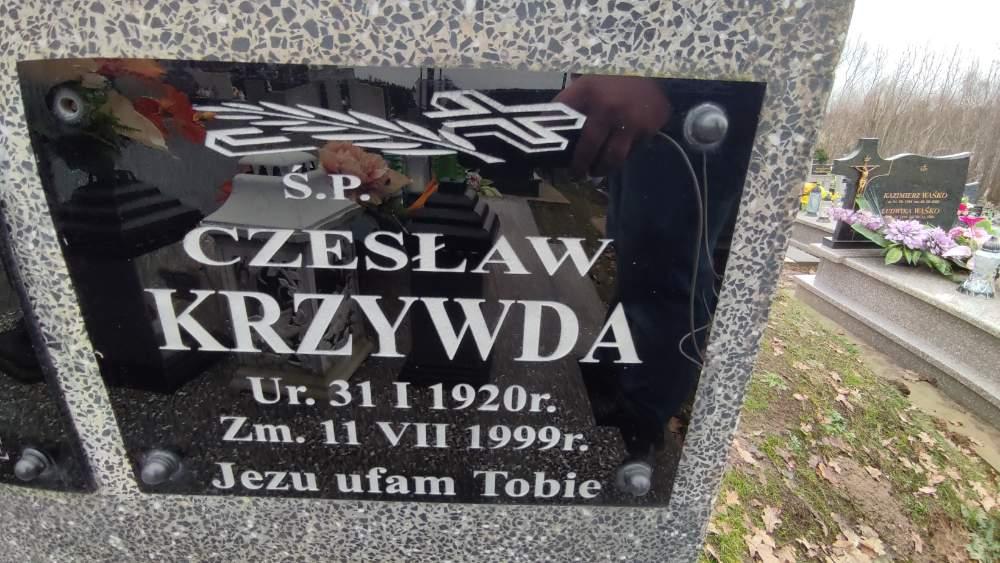 Ś.P.
CZESŁAW
KRZYWDA
Ur. 31 I 1920r.
Zm. 11 VII 1999r.
Jezu ufam Tobie
KAZIMIERZ WAŚKO
LUDWIKA WAŚKO